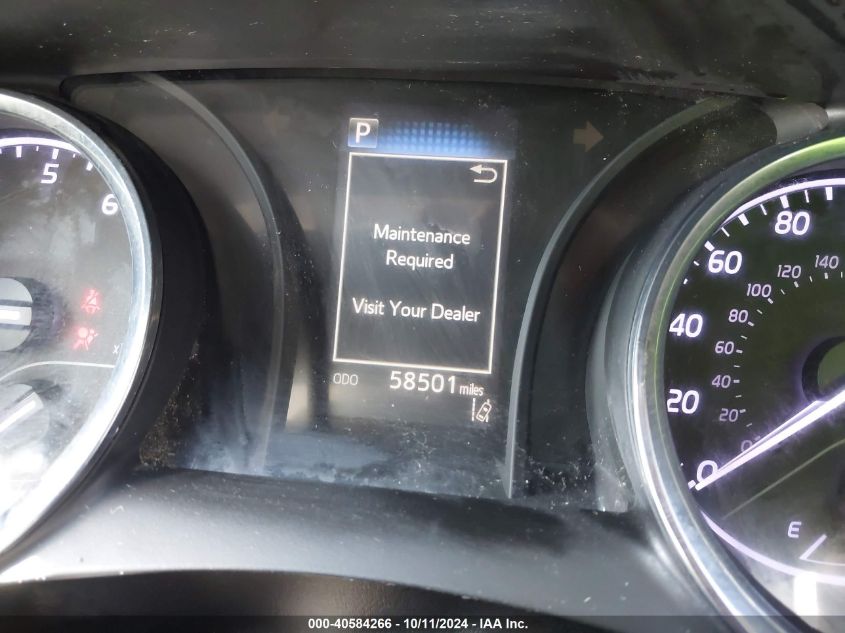 P
Maintenance
Required
Visit Your Dealer
ODO 58501 miles
5
6
x
80
60
40
20
0
140
120
100
80
60
40
20
0
E
000-40584266 - 10/11/2024 - IAA Inc.